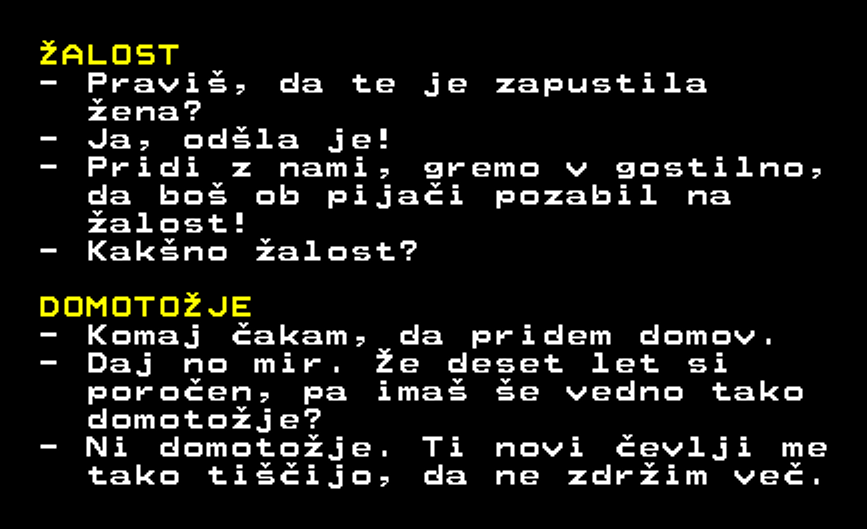 ŽALOST
- Praviš, da te je zapustila
žena?
- Ja, odšla je!
- Pridi z nami, gremo v gostilno,
da boš ob pijači pozabil na
žalost!
- Kakšno žalost?
DOMOTOŽJE
- Komaj čakam, da pridem domov.
- Daj no mir. Že deset let si
poročen, pa imaš še vedno tako
domotožje?
- Ni domotožje. Ti novi čevlji me
tako tiščijo, da ne zdržim več.